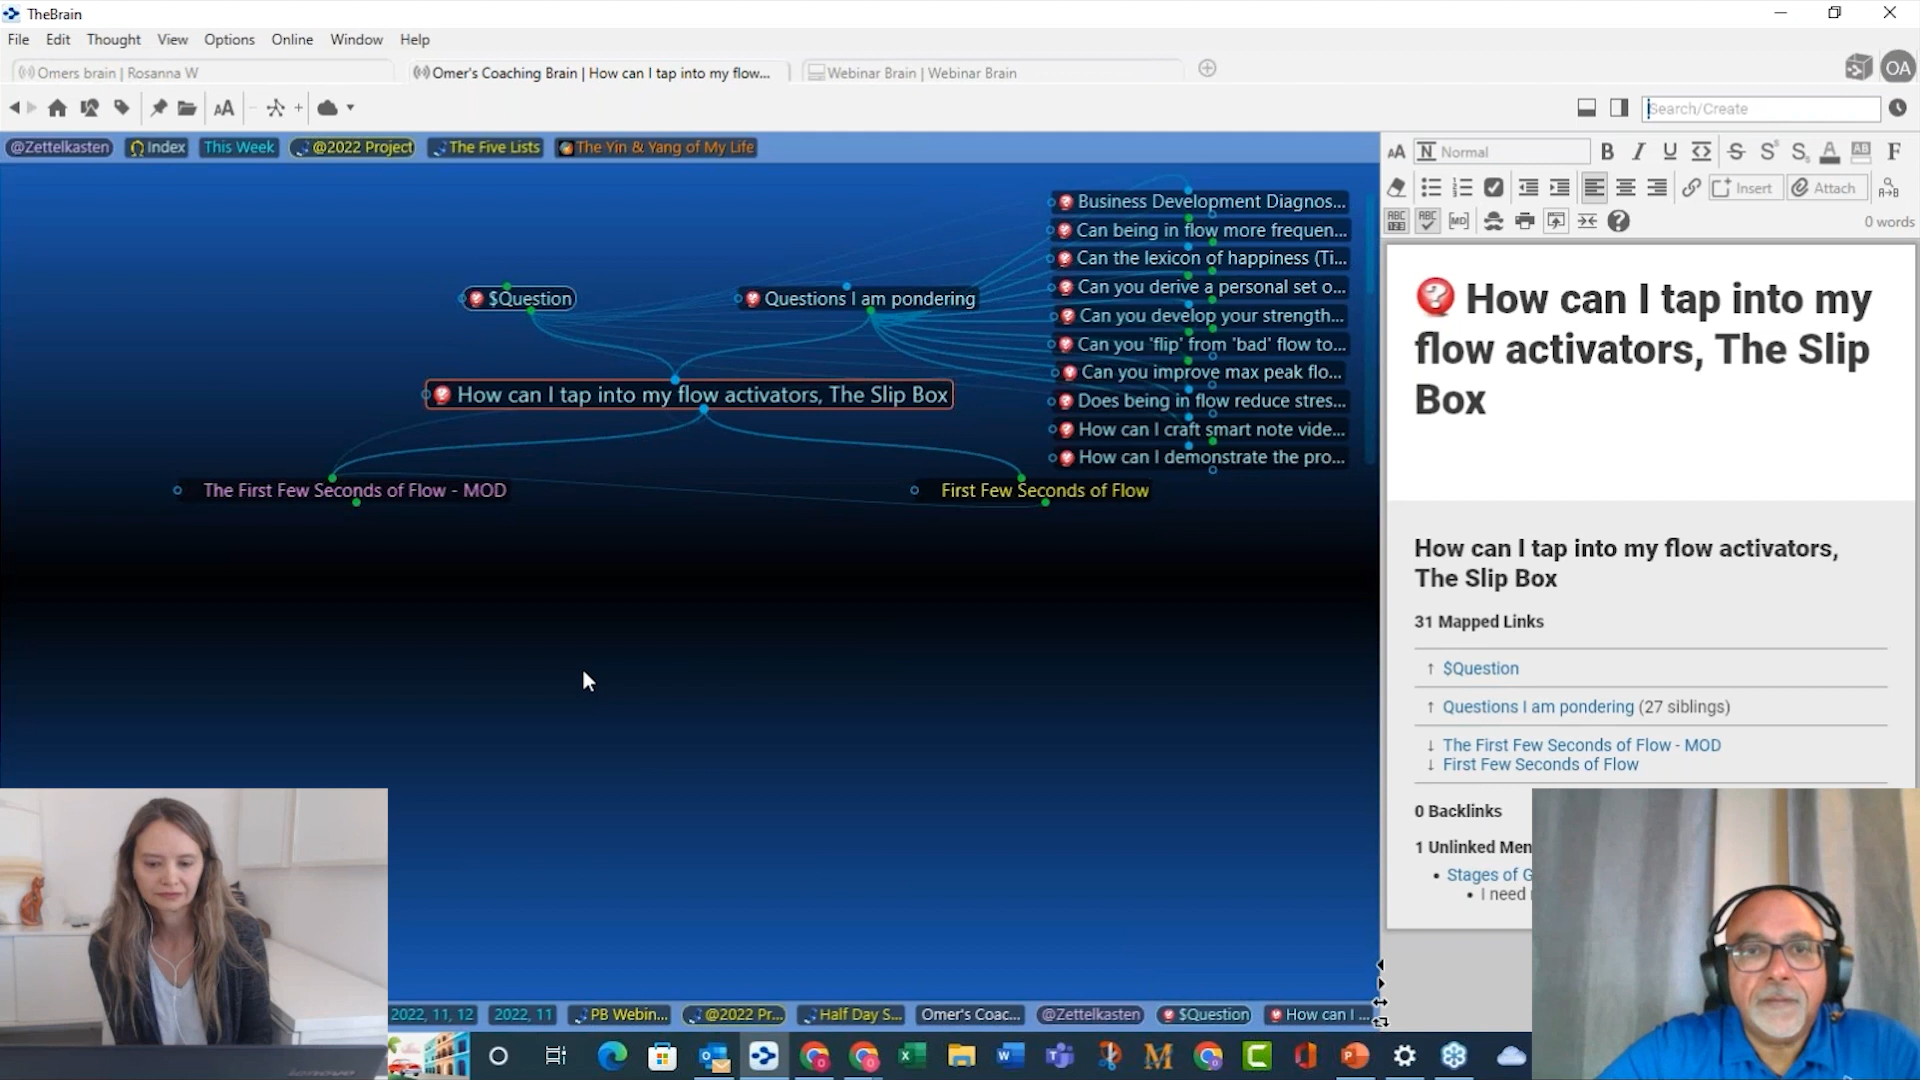 TheBrain
File Edit Thought View Options Online Window Help
Omers brain | Rosanna W
Omer's Coaching Brain | How can I tap into my flow...
Webinar Brain | Webinar Brain
OA
Search/Create
@Zettelkasten
Index
This Week
@2022 Project
The Five Lists
The Yin & Yang of My Life
Normal
Insert
Attach
0 words
Business Development Diagnos...
Can being in flow more frequen...
Can the lexicon of happiness (Ti...
Can you derive a personal set o...
Can you develop your strength...
Can you 'flip' from 'bad' flow to...
Can you improve max peak flo...
Does being in flow reduce stres...
How can I craft smart note vide...
How can I demonstrate the pro...
$Question
Questions I am pondering
How can I tap into my flow activators, The Slip Box
The First Few Seconds of Flow - MOD
First Few Seconds of Flow
How can I tap into my
flow activators, The Slip
Box
How can I tap into my flow activators,
The Slip Box
31 Mapped Links
↑ $Question
↑ Questions I am pondering (27 siblings)
↓ The First Few Seconds of Flow - MOD
↓ First Few Seconds of Flow
0 Backlinks
1 Unlinked Men
• Stages of G
• I need
2022, 11, 12
2022, 11
PB Webin...
@2022 Pr...
Half Day S...
Omer's Coac...
@Zettelkasten
$Question
How can I ...
lenovo